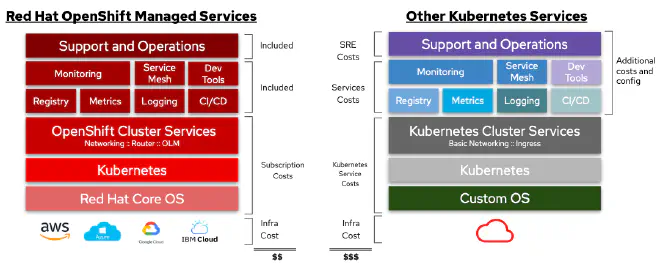 Red Hat OpenShift Managed Services
Support and Operations
Included
Monitoring
Service
Mesh
Dev
Tools
Included
Registry
Metrics
Logging
CI/CD
OpenShift Cluster Services
Networking :: Router :: OLM
Kubernetes
Red Hat Core OS
Subscription
Costs
aws
Azure
Google Cloud
IBM Cloud
Infra
Cost
$$
Other Kubernetes Services
SRE
Costs
Support and Operations
Services
Costs
Monitoring
Service
Mesh
Dev
Tools
Registry
Metrics
Logging
CI/CD
Additional
costs and
config
Kubernetes
Service
Costs
Kubernetes Cluster Services
Basic Networking :: Ingress
Kubernetes
Custom OS
Infra
Cost
$$$